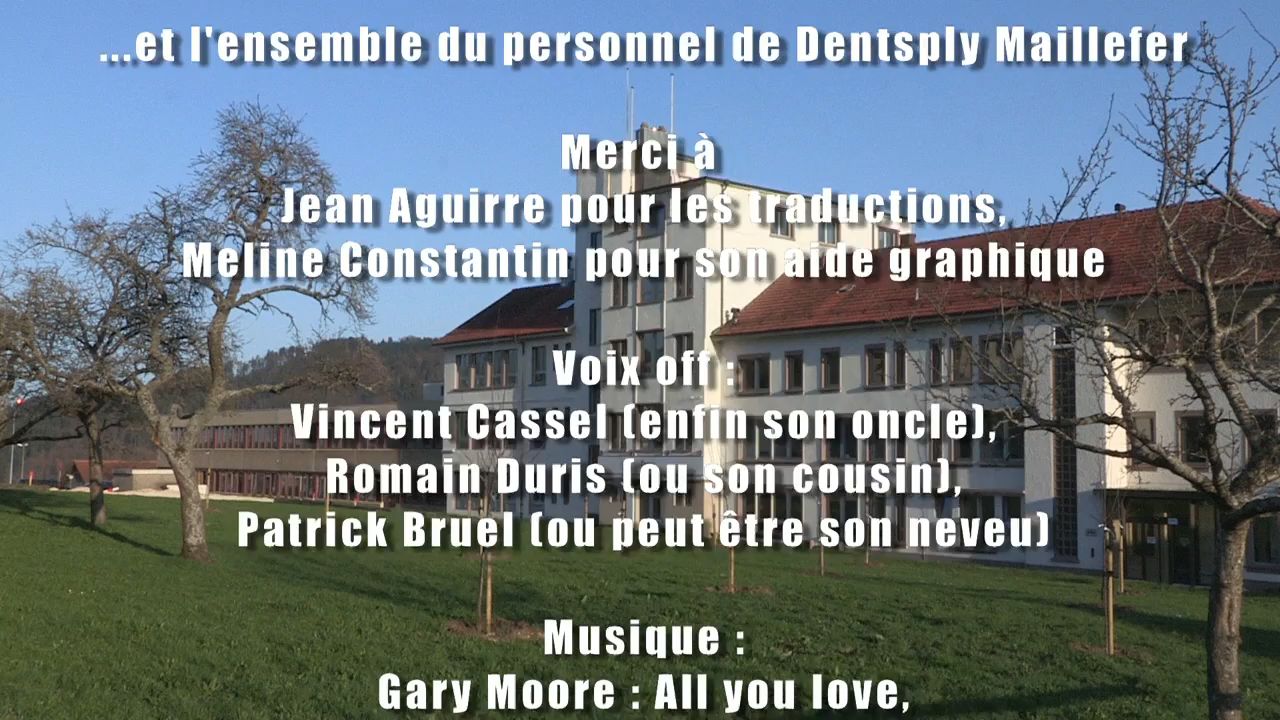 ...et l'ensemble du personnel de Dentsply Maillefer
Merci à
Jean Aguirre pour les traductions,
Meline Constantin pour son aide graphique
Voix off :
Vincent Cassel (enfin son oncle),
Romain Duris (ou son cousin),
Patrick Bruel (ou peut être son neveu)
Musique :
Gary Moore : All you love,